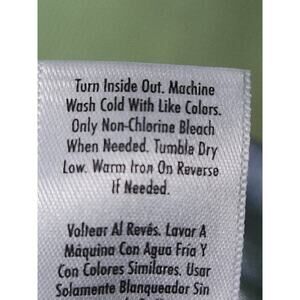 Turn Inside Out. Machine
Wash Cold With Like Colors.
Only Non-Chlorine Bleach
When Needed. Tumble Dry
Low. Warm Iron On Reverse
If Needed.
Voltear Al Revés. Lavar A
Máquina Con Agua Fría Y
Con Colores Similares. Usar
Solamente Blanqueador Sin